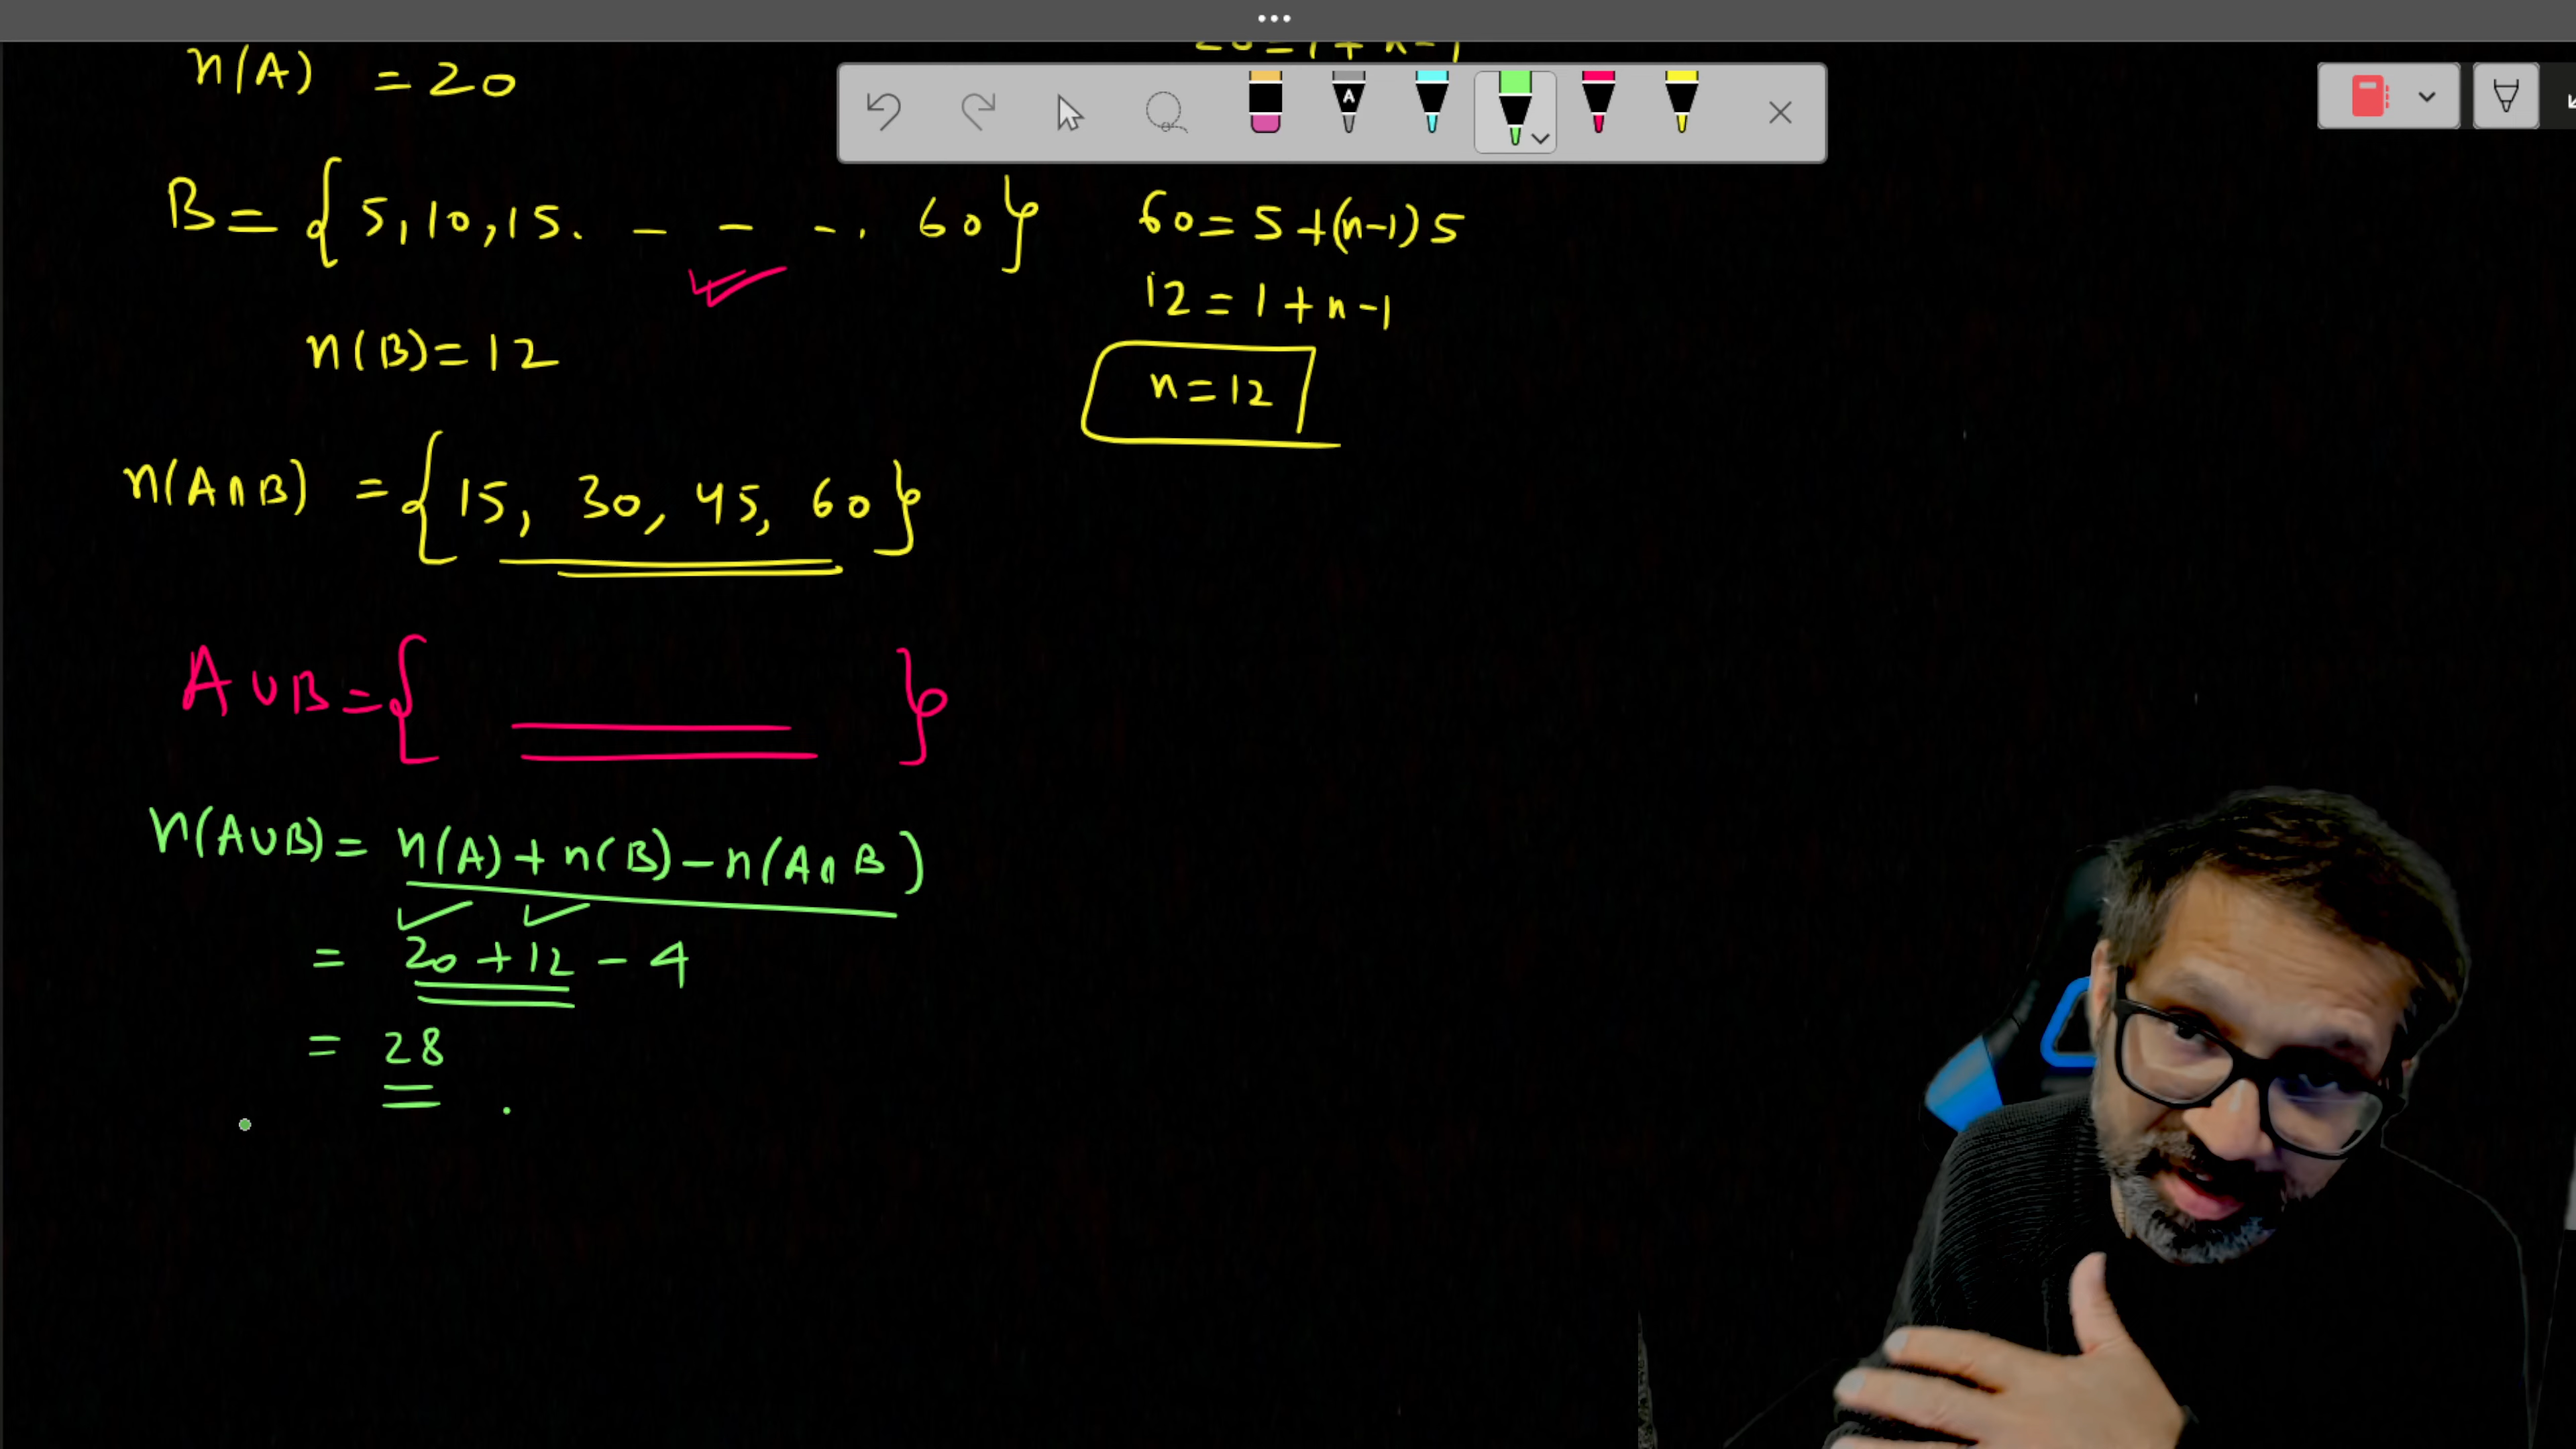 n(A) = 20
B = { 5, 10, 15. - - - . 60 }
60 = 5 + (n-1) 5
12 = 1 + n - 1
n(B) = 12
n = 12
n(A ∩ B) = { 15, 30, 45, 60 }
A ∪ B = { }
n(A ∪ B) = n(A) + n(B) - n(A ∩ B)
= 20 + 12 - 4
= 28